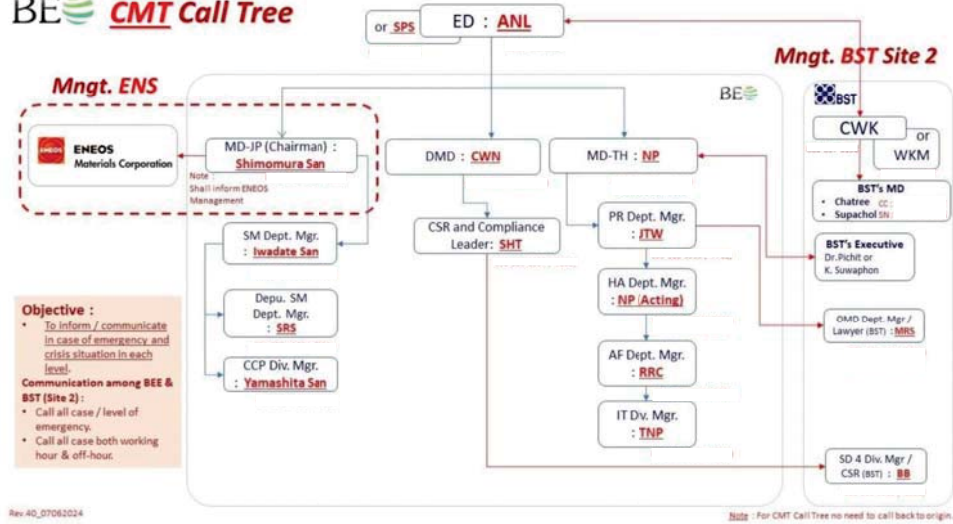 BE CMT Call Tree
or SPS
ED : ANL
Mngt. BST Site 2
Mngt. ENS
BE
BST
ENEOS
ENEOS
Materials Corporation
MD-JP (Chairman) :
Shimomura San
Note :
Shall inform ENEOS
Management
DMD : CWN
MD-TH : NP
CWK
or
WKM
BST's MD
• Chatree CC :
• Supachol SN :
SM Dept. Mgr.
: Iwadate San
CSR and Compliance
Leader: SHT
PR Dept. Mgr.
: JTW
BST's Executive
Dr.Pichit or
K. Suwaphon
Depu. SM
Dept. Mgr.
: SRS
HA Dept. Mgr.
: NP (Acting)
OMD Dept. Mgr /
Lawyer (BST) : MRS
CCP Div. Mgr.
: Yamashita San
AF Dept. Mgr.
: RRC
IT Dv. Mgr.
: TNP
SD 4 Div. Mgr /
CSR (BST) : BB
Objective :
• To inform / communicate
in case of emergency and
crisis situation in each
level.
Communication among BEE &
BST (Site 2) :
• Call all case / level of
emergency.
• Call all case both working
hour & off-hour.
Rev.40_07062024
Note : For CMT Call Tree no need to call back to origin.